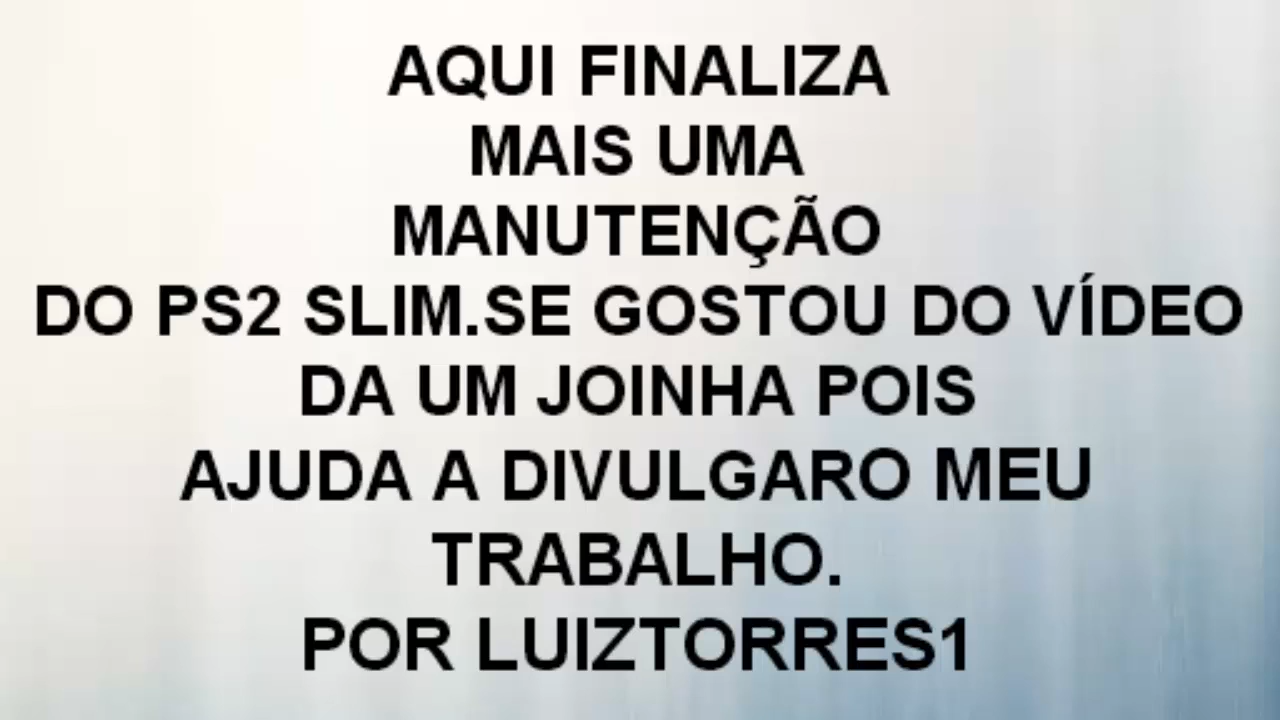 AQUI FINALIZA
MAIS UMA
MANUTENÇÃO
DO PS2 SLIM.SE GOSTOU DO VÍDEO
DA UM JOINHA POIS
AJUDA A DIVULGARO MEU
TRABALHO.
POR LUIZTORRES1